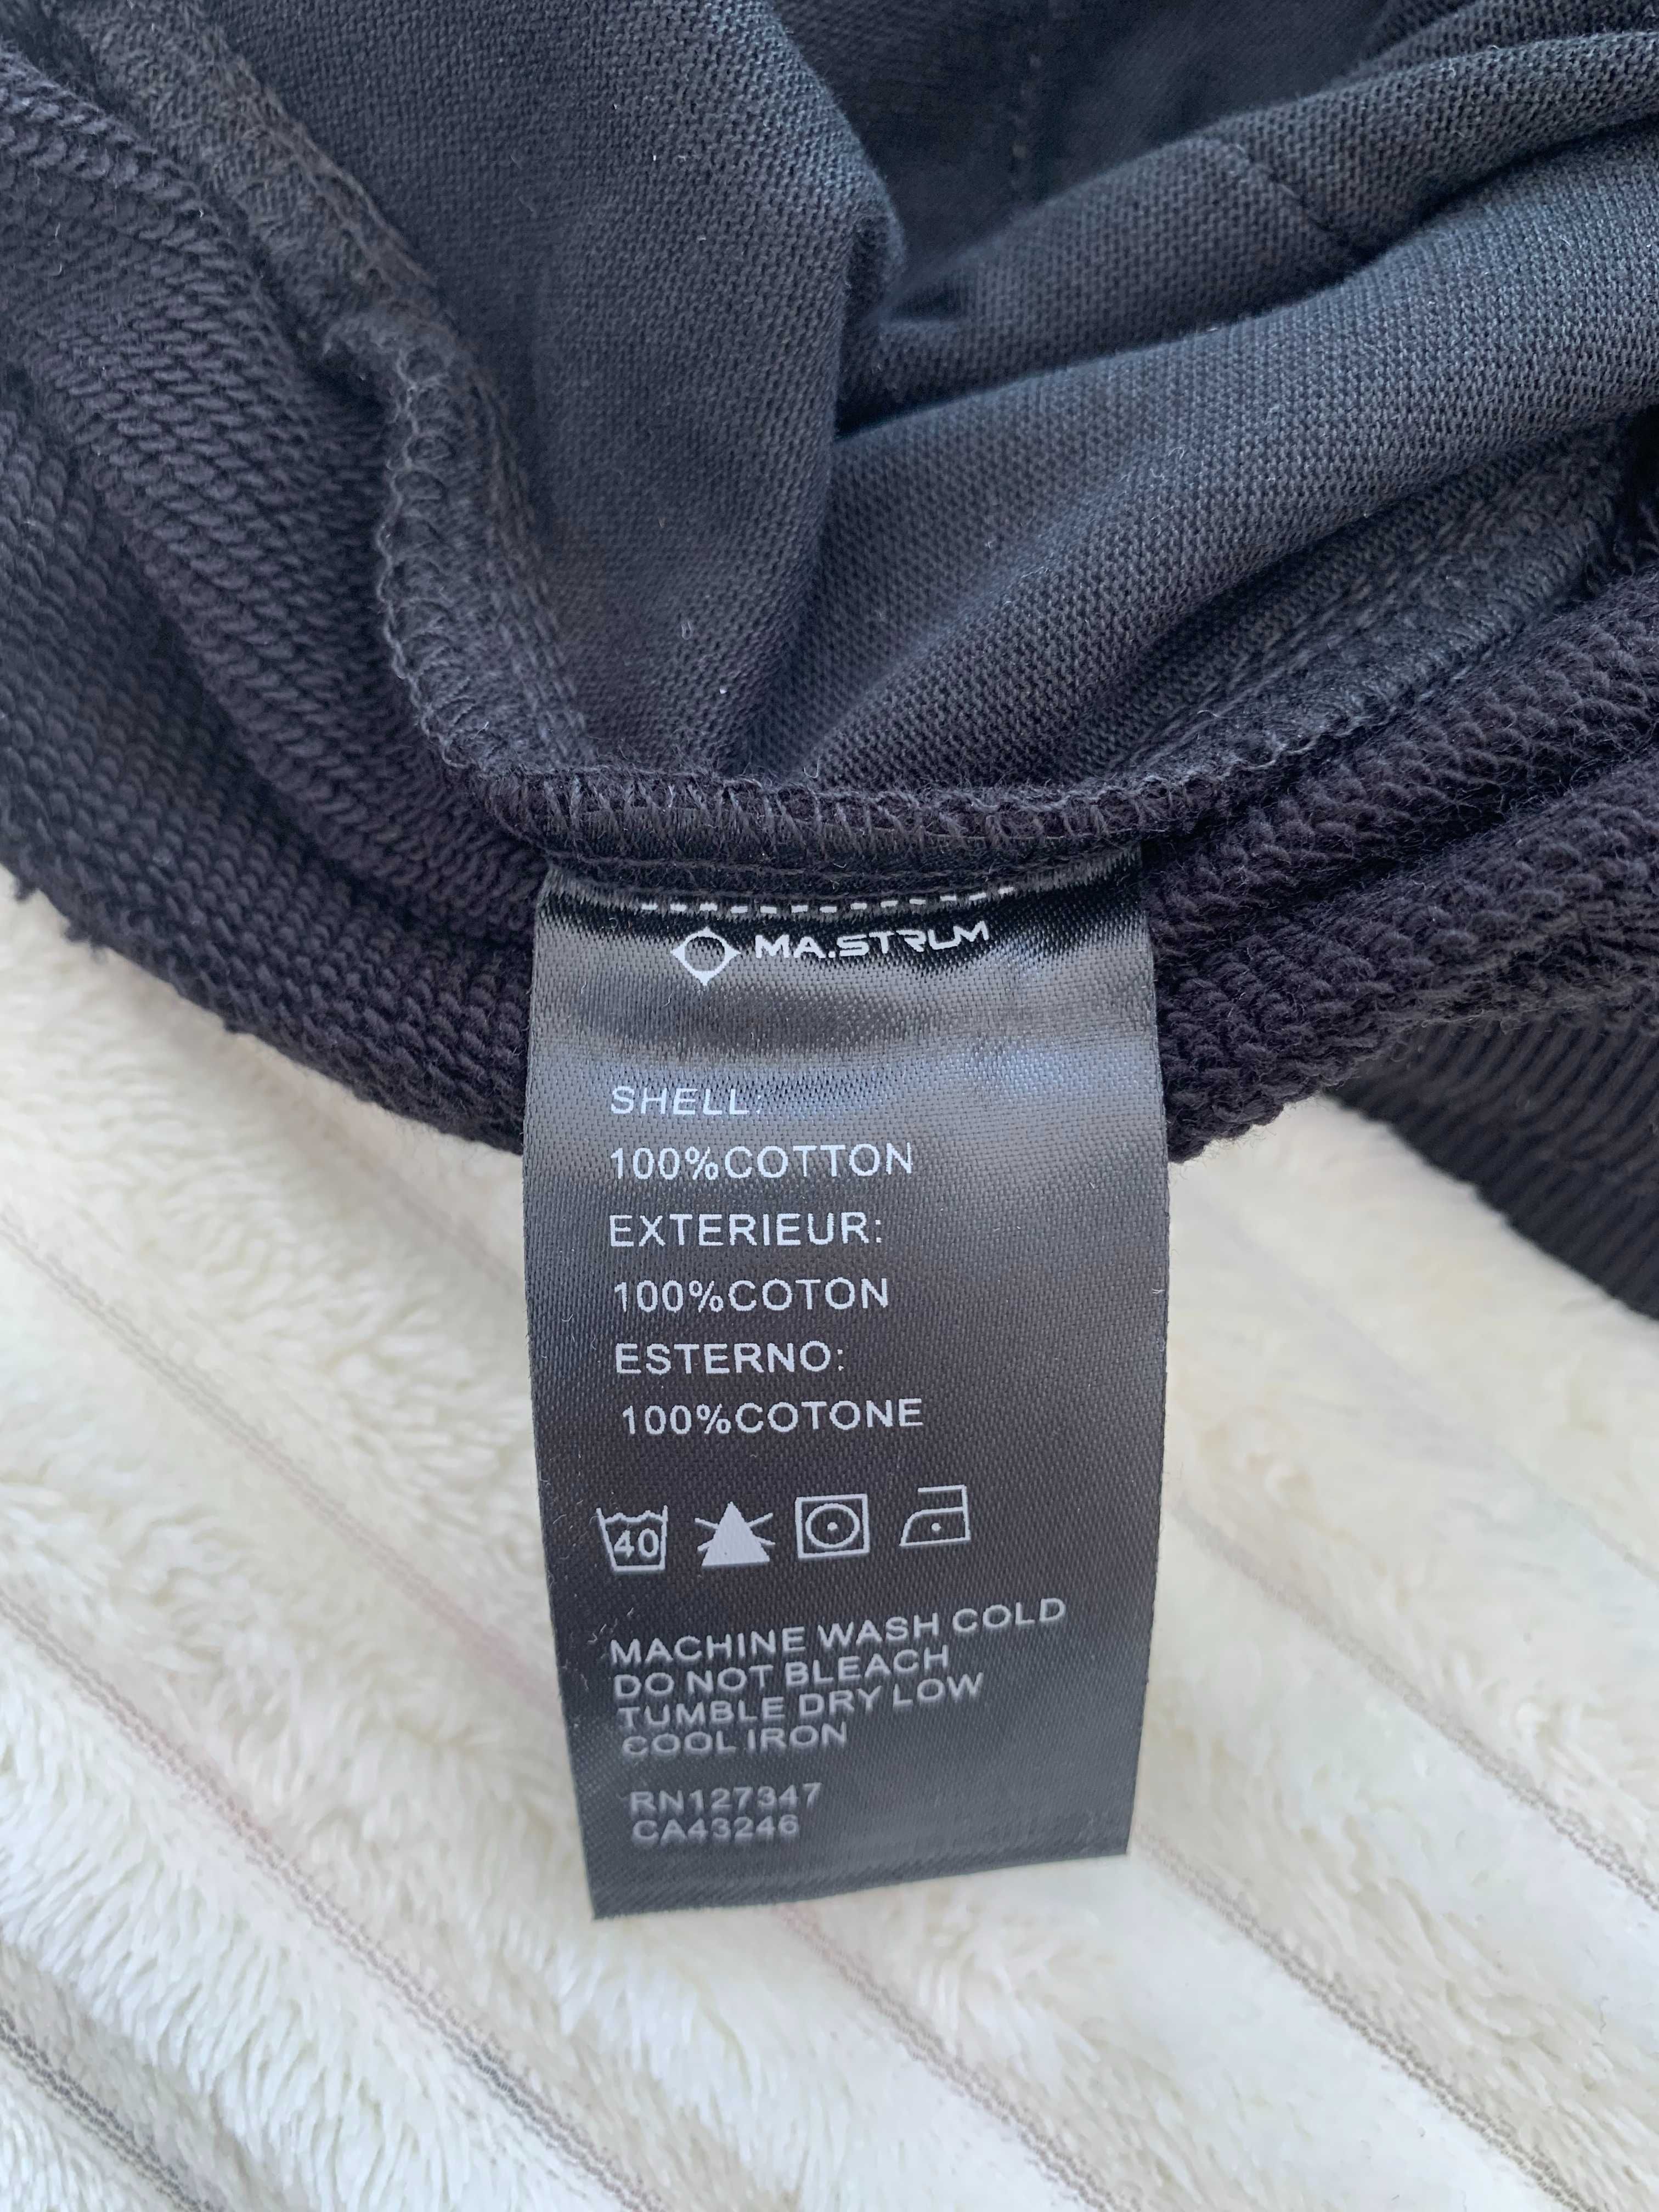 MA.STRUM
SHELL:
100%COTTON
EXTERIEUR:
100%COTON
ESTERNO:
100%COTONE
40
MACHINE WASH COLD
DO NOT BLEACH
TUMBLE DRY LOW
COOL IRON
RN127347
CA43246